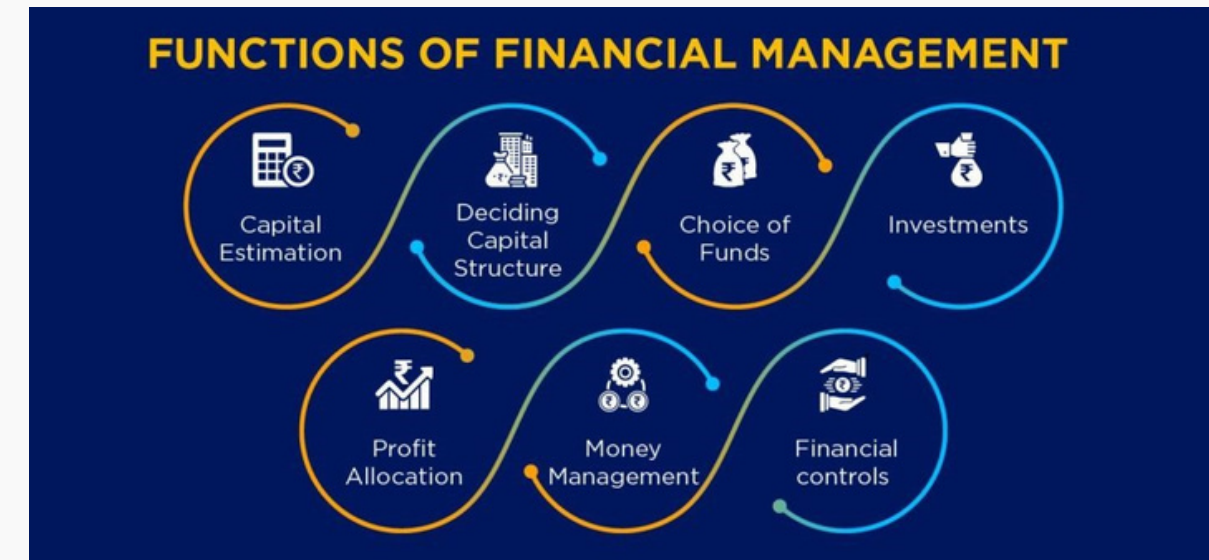 FUNCTIONS OF FINANCIAL MANAGEMENT
Capital
Estimation
Deciding
Capital
Structure
Choice of
Funds
Investments
Profit
Allocation
Money
Management
Financial
controls